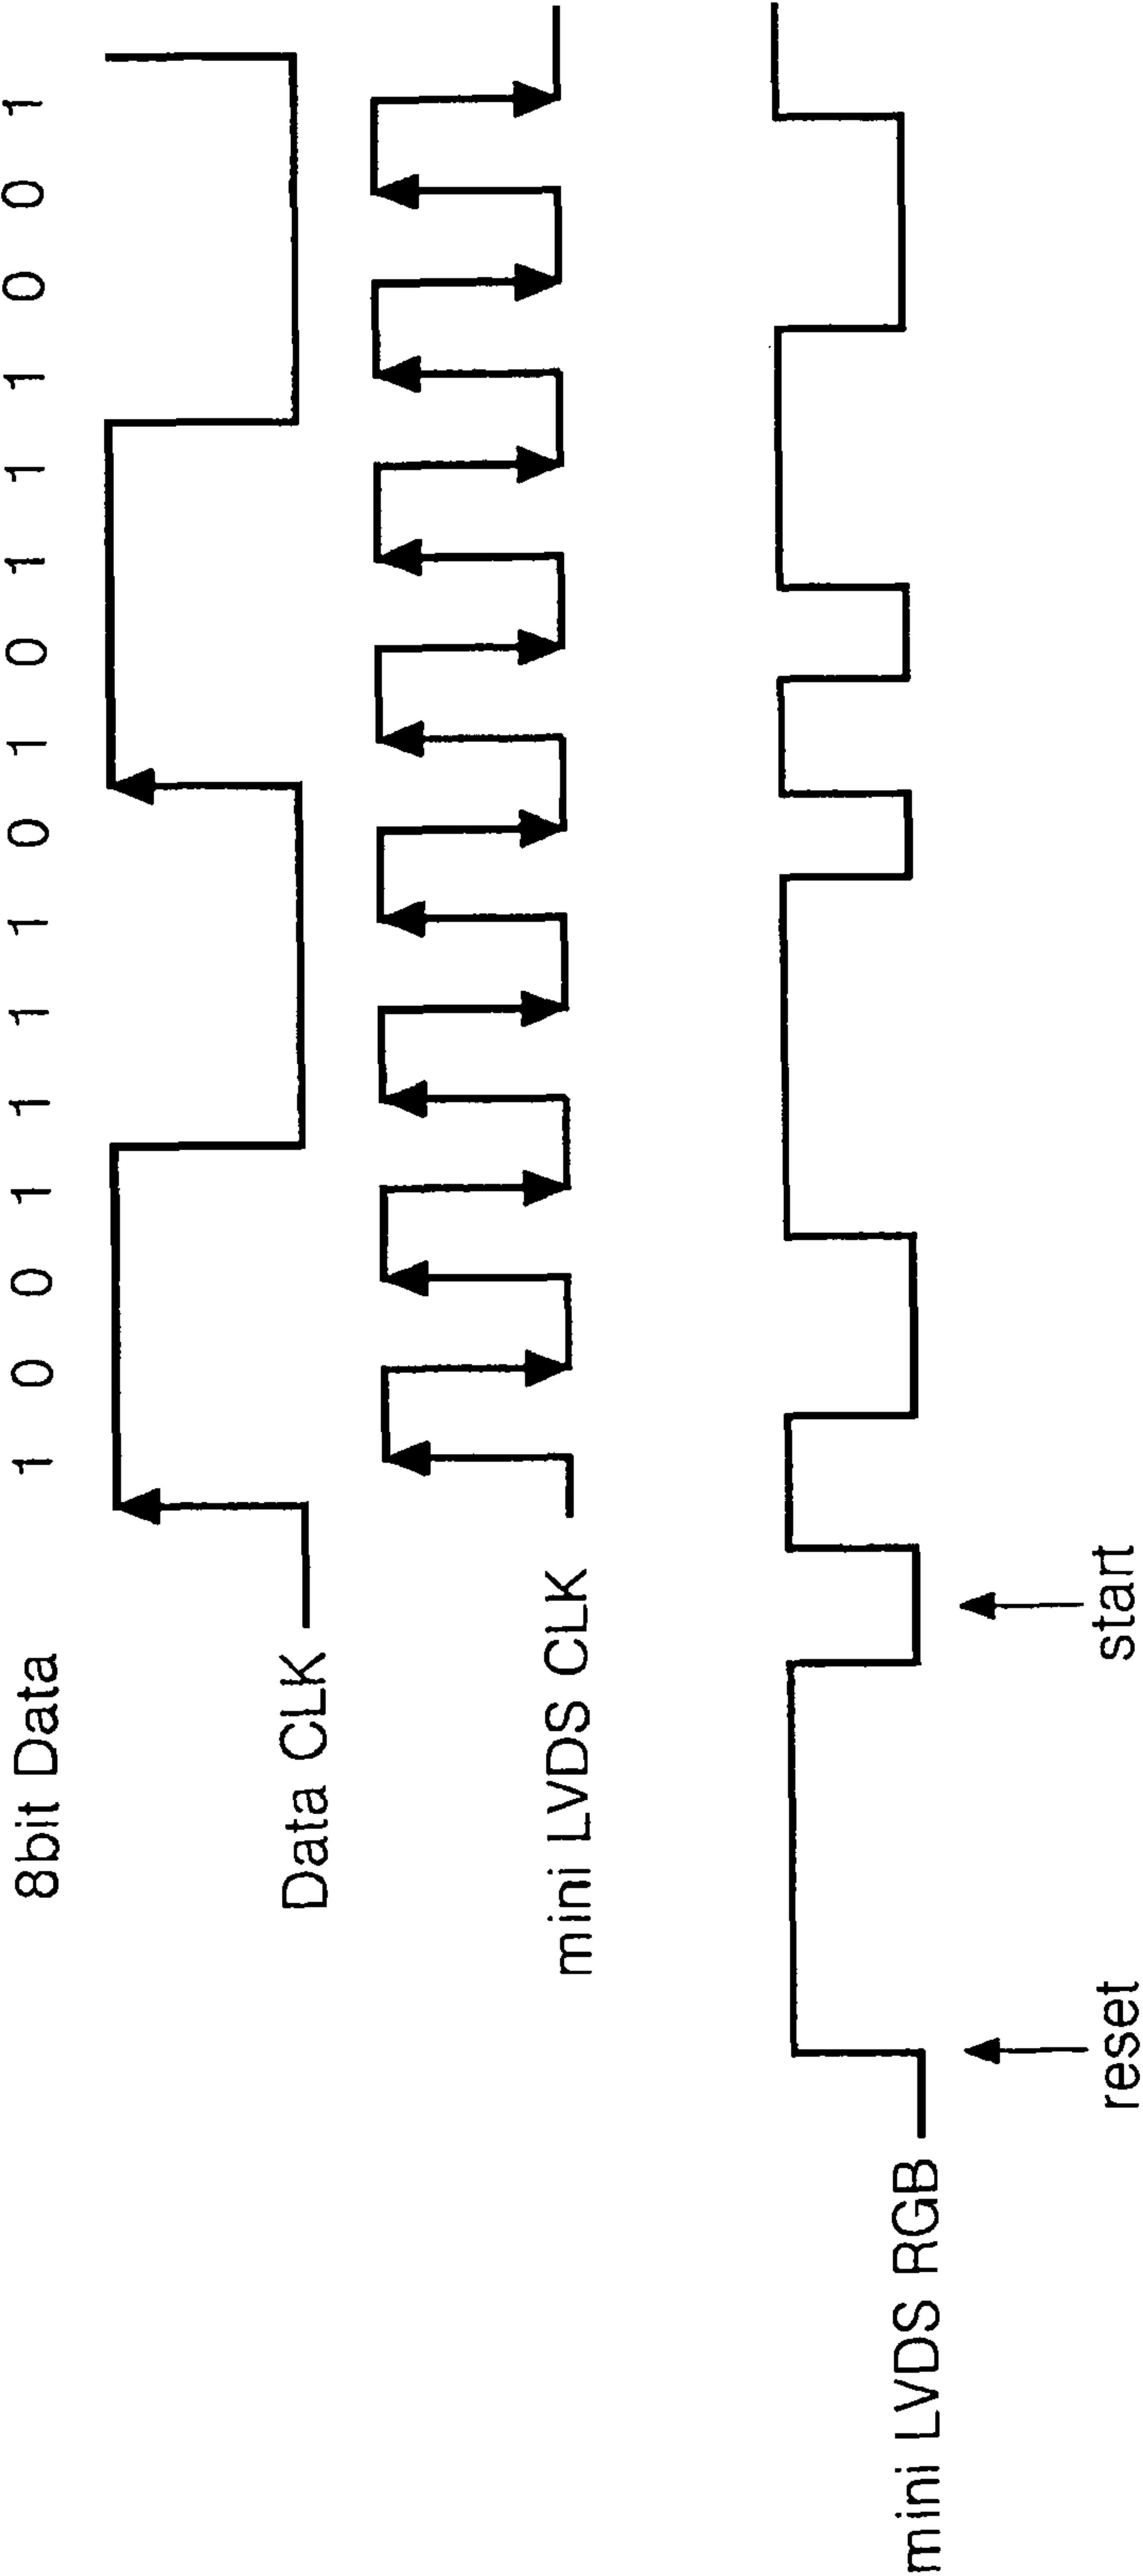 8bit Data 1 0 0 1 1 1 1 0 1 0 1 1 1 0 0 1
Data CLK
mini LVDS CLK
mini LVDS RGB
reset start